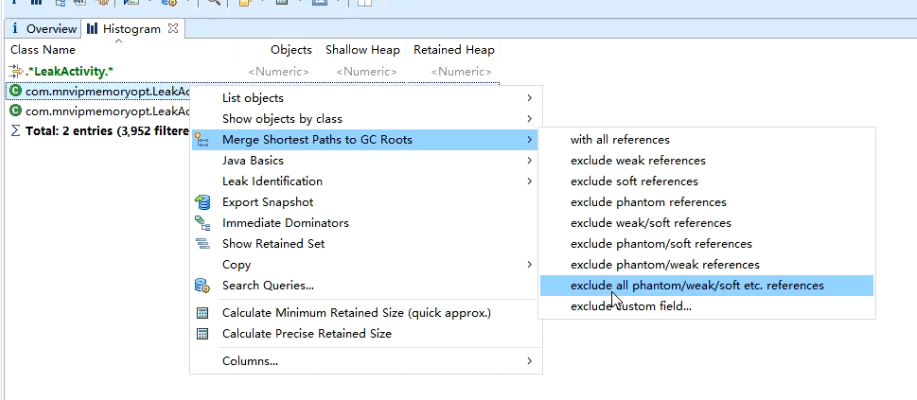 i Overview Histogram
Class Name Objects Shallow Heap Retained Heap
.*LeakActivity.* <Numeric> <Numeric> <Numeric>
com.mnvipmemoryopt.LeakAc
com.mnvipmemoryopt.LeakAc
Σ Total: 2 entries (3,952 filtere
List objects
Show objects by class
Merge Shortest Paths to GC Roots
Java Basics
Leak Identification
Export Snapshot
Immediate Dominators
Show Retained Set
Copy
Search Queries...
Calculate Minimum Retained Size (quick approx.)
Calculate Precise Retained Size
Columns...
with all references
exclude weak references
exclude soft references
exclude phantom references
exclude weak/soft references
exclude phantom/soft references
exclude phantom/weak references
exclude all phantom/weak/soft etc. references
exclude custom field...